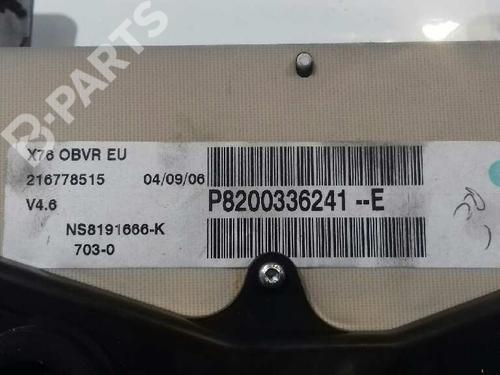 B-PARTS
X76 OBVR EU
216778515 04/09/06
V4.6
P8200336241--E
NS8191666-K
703-0